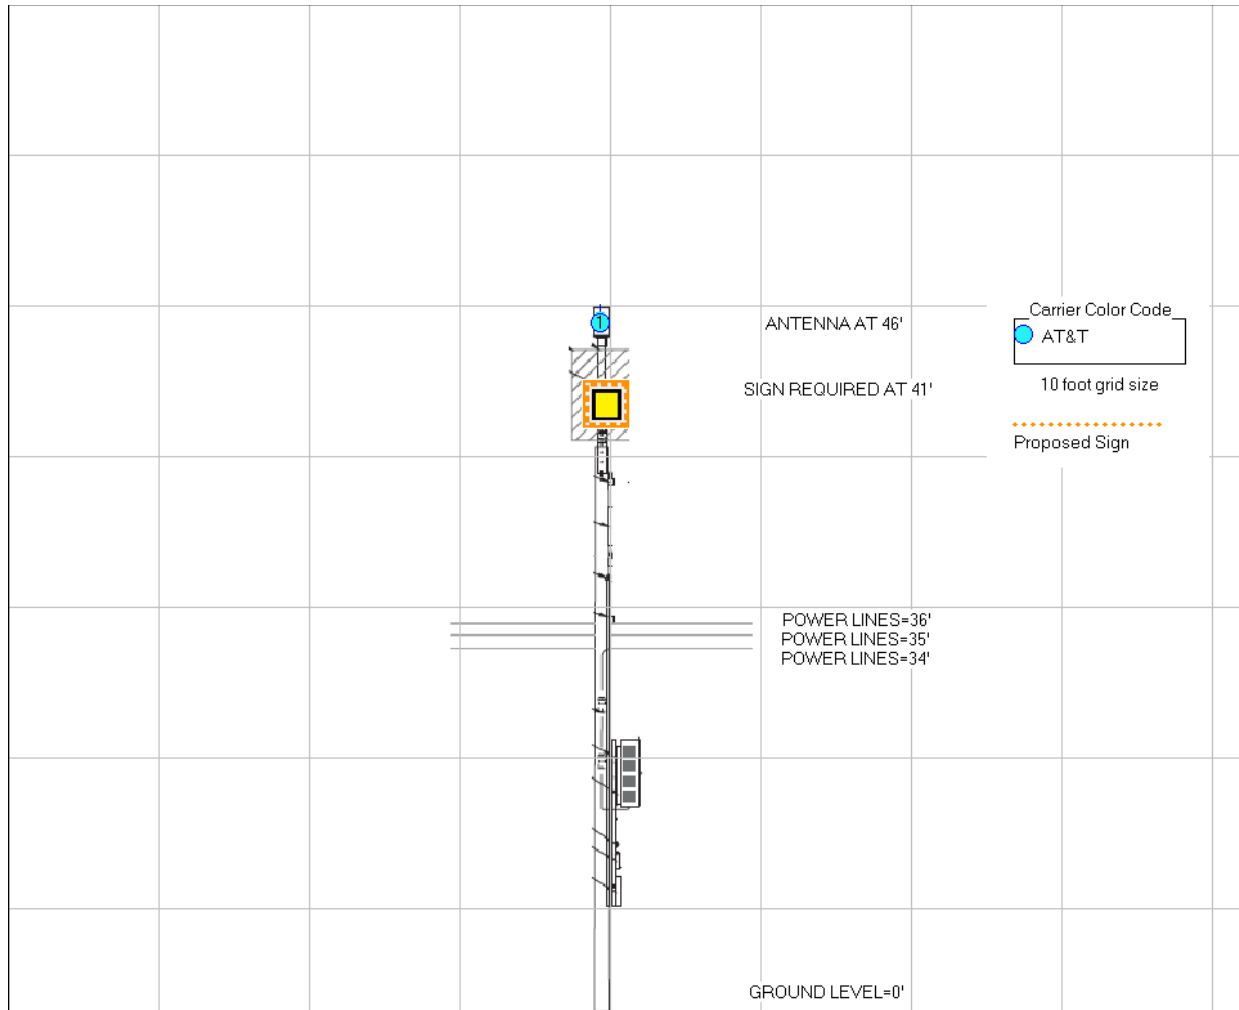 1
ANTENNA AT 46'
SIGN REQUIRED AT 41'
Carrier Color Code
AT&T
10 foot grid size
Proposed Sign
POWER LINES=36'
POWER LINES=35'
POWER LINES=34'
GROUND LEVEL=0'